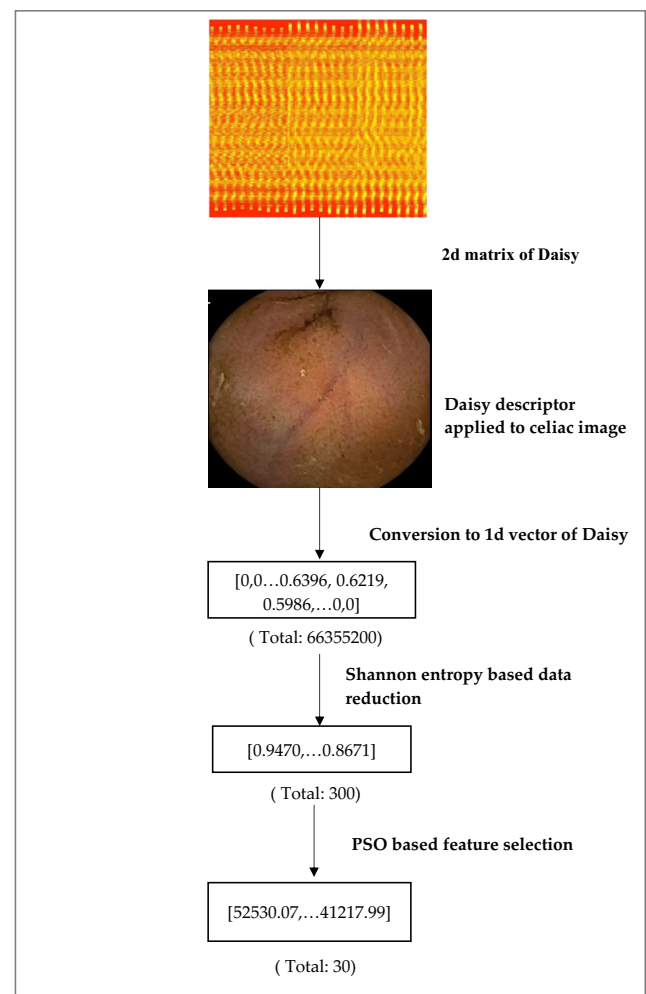 2d matrix of Daisy
Daisy descriptor
applied to celiac image
Conversion to 1d vector of Daisy
[0,0…0.6396, 0.6219,
0.5986,…0,0]
( Total: 66355200)
Shannon entropy based data
reduction
[0.9470,…0.8671]
( Total: 300)
PSO based feature selection
[52530.07,…41217.99]
( Total: 30)